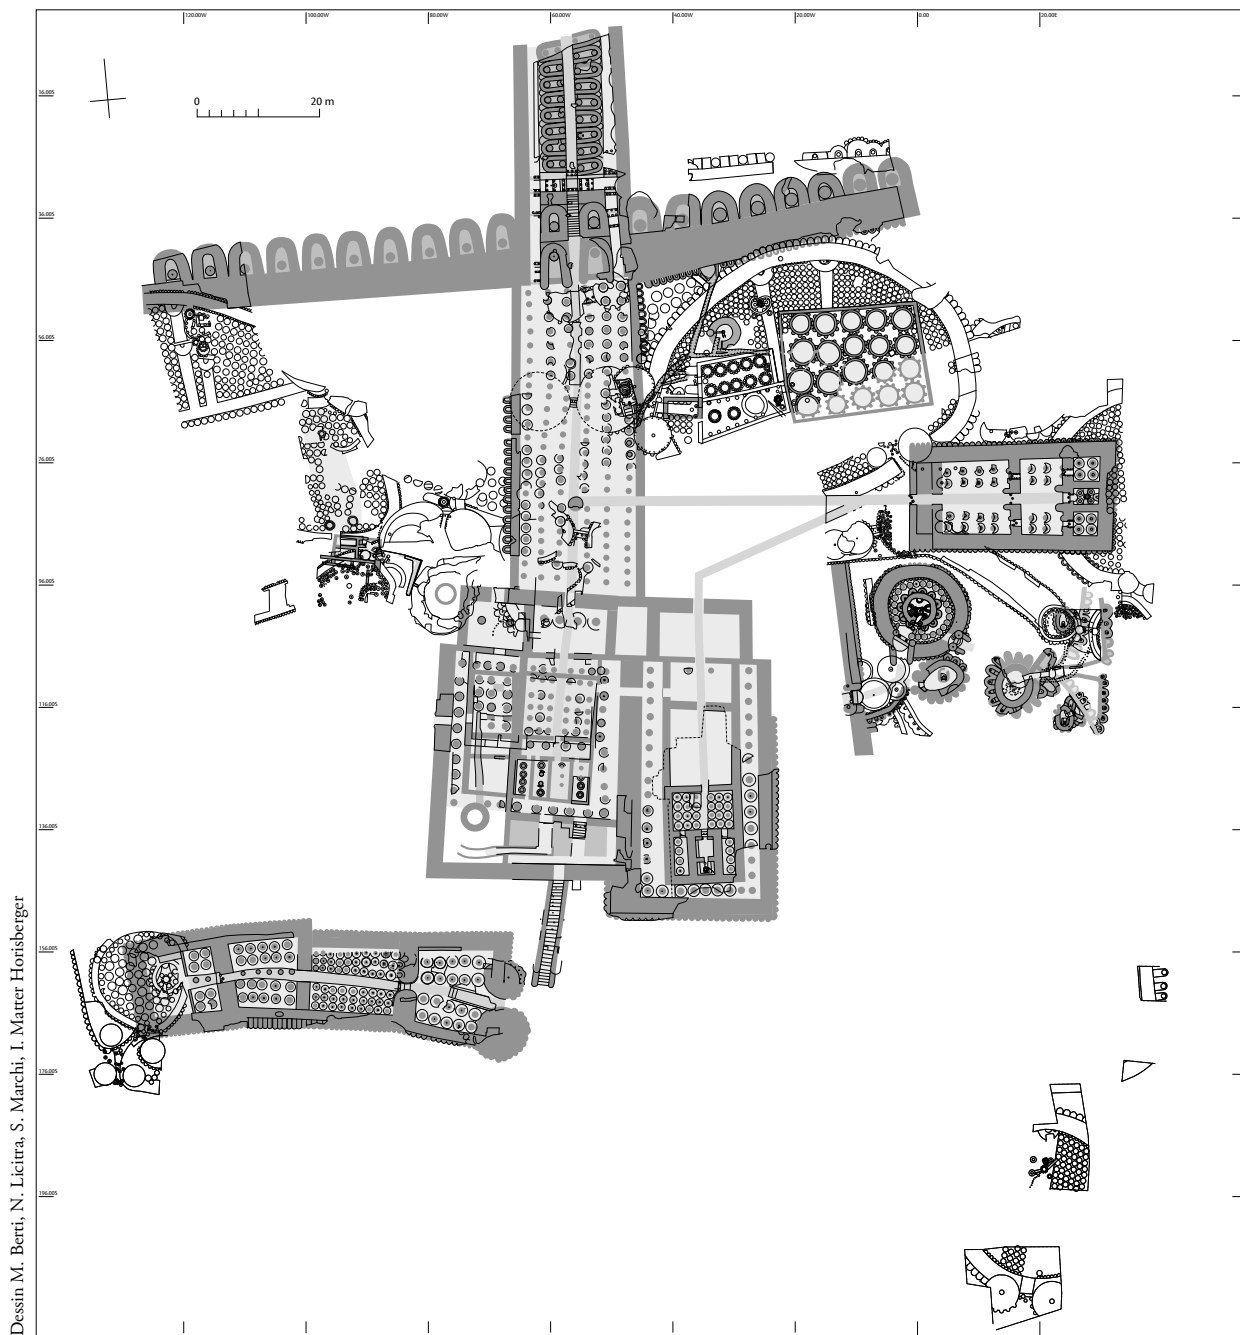 120.00W 100.00W 80.00W 60.00W 40.00W 20.00W 0.00 20.00E
16.00S
0 20 m
36.00S
56.00S
76.00S
96.00S
116.00S
136.00S
156.00S
176.00S
196.00S
Dessin M. Berti, N. Licitra, S. Marchi, I. Matter Horisberger